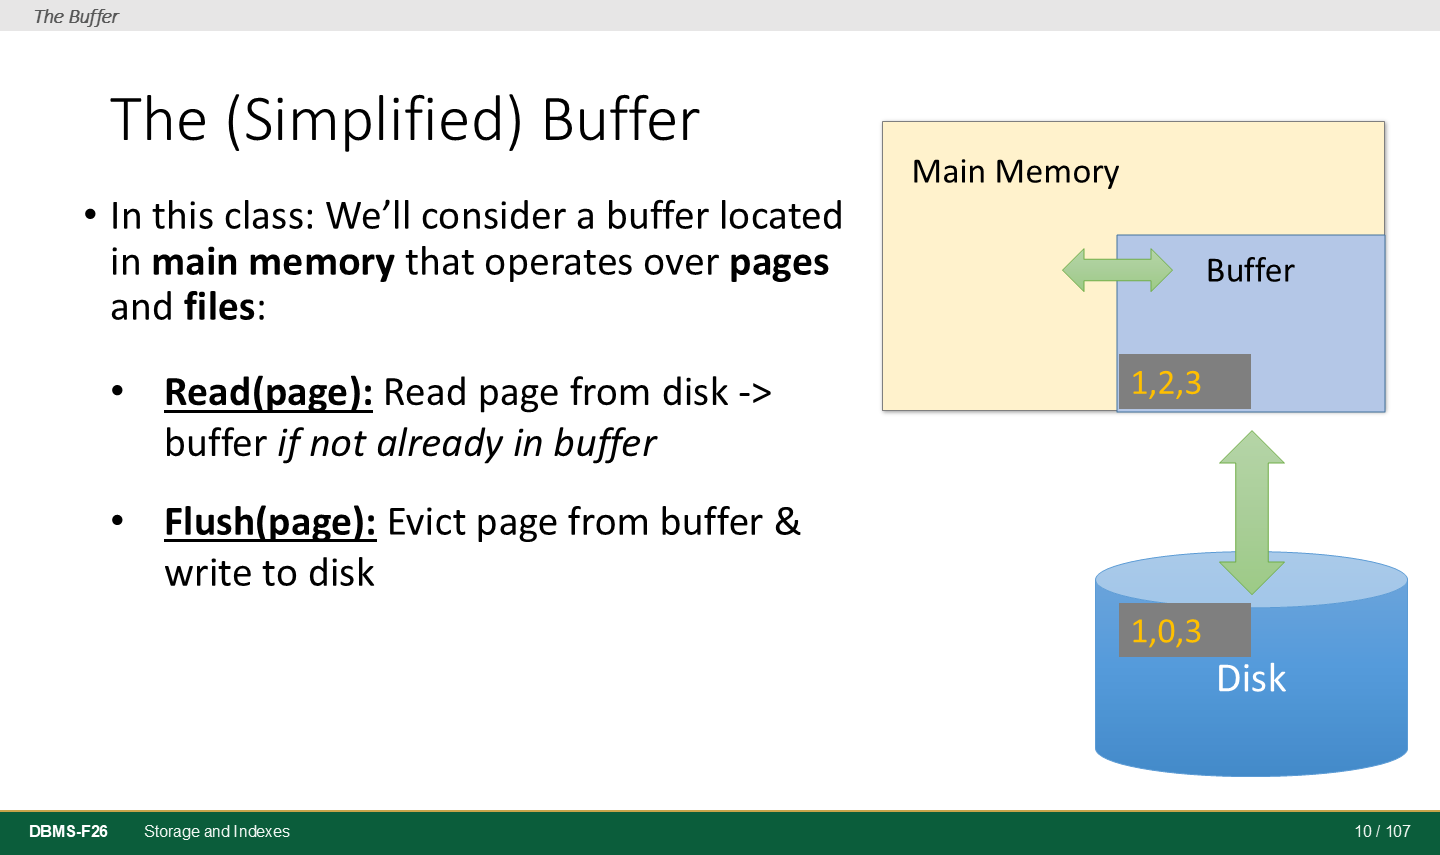 The Buffer
The (Simplified) Buffer
• In this class: We’ll consider a buffer located
in main memory that operates over pages
and files:
• Read(page): Read page from disk ->
buffer if not already in buffer
• Flush(page): Evict page from buffer &
write to disk
Main Memory
Buffer
1,2,3
1,0,3
Disk
DBMS-F26 Storage and Indexes 10 / 107